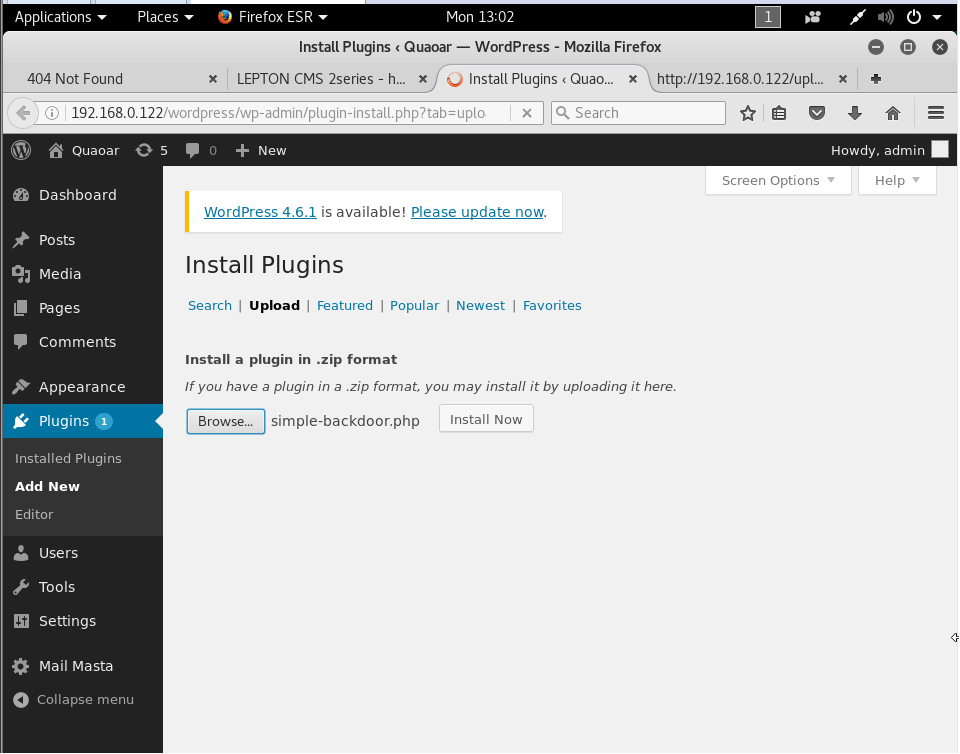 Applications Places Firefox ESR Mon 13:02 1
Install Plugins ‹ Quaoar — WordPress - Mozilla Firefox
404 Not Found LEPTON CMS 2series - h... Install Plugins ‹ Quao... http://192.168.0.122/upl...
192.168.0.122/wordpress/wp-admin/plugin-install.php?tab=uplo Search
Quaoar 5 0 New Howdy, admin
Screen Options Help
Dashboard
WordPress 4.6.1 is available! Please update now.
Posts
Media
Pages
Comments
Appearance
Plugins 1
Installed Plugins
Add New
Editor
Users
Tools
Settings
Mail Masta
Collapse menu
Install Plugins
Search | Upload | Featured | Popular | Newest | Favorites
Install a plugin in .zip format
If you have a plugin in a .zip format, you may install it by uploading it here.
Browse... simple-backdoor.php Install Now